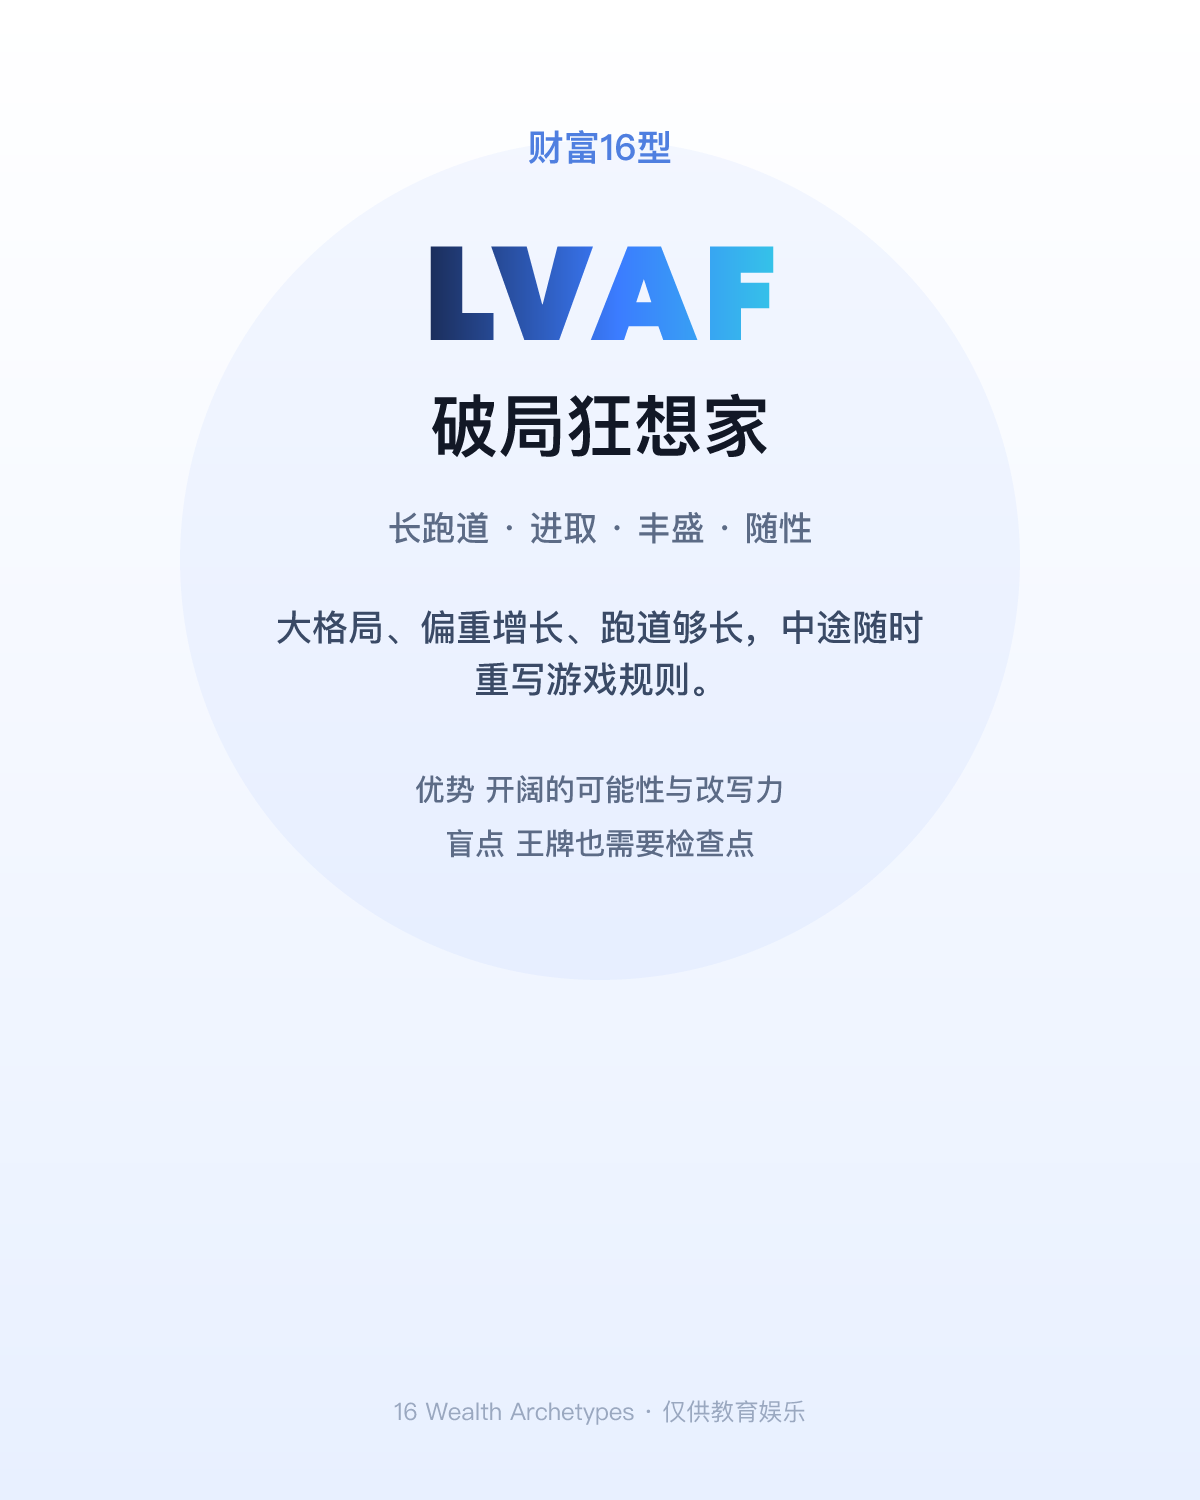 财富16型
LVAF
破局狂想家
长跑道 · 进取 · 丰盛 · 随性
大格局、偏重增长、跑道够长，中途随时
重写游戏规则。
优势 开阔的可能性与改写力
盲点 王牌也需要检查点
16 Wealth Archetypes · 仅供教育娱乐